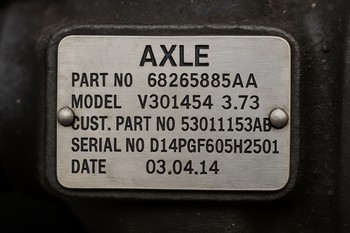 AXLE
PART NO 68265885AA
MODEL V301454 3.73
CUST. PART NO 53011153AB
SERIAL NO D14PGF605H2501
DATE 03.04.14